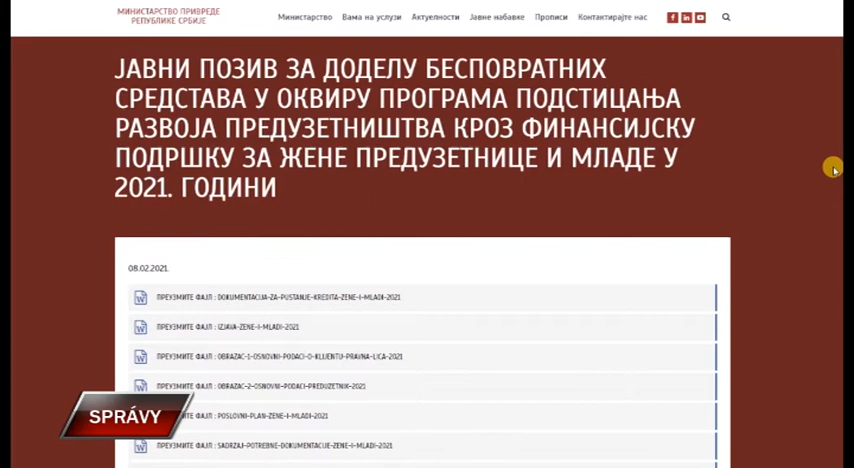 МИНИСТАРСТВО ПРИВРЕДЕ
РЕПУБЛИКЕ СРБИЈЕ
Министарство Вама на услузи Актуелности Јавне набавке Прописи Контактирајте нас
ЈАВНИ ПОЗИВ ЗА ДОДЕЛУ БЕСПОВРАТНИХ
СРЕДСТАВА У ОКВИРУ ПРОГРАМА ПОДСТИЦАЊА
РАЗВОЈА ПРЕДУЗЕТНИШТВА КРОЗ ФИНАНСИЈСКУ
ПОДРШКУ ЗА ЖЕНЕ ПРЕДУЗЕТНИЦЕ И МЛАДЕ У
2021. ГОДИНИ
08.02.2021.
ПРЕУЗМИТЕ ФАЈЛ : DOKUMENTACIJA-ZA-PUSTANJE-KREDITA-ZENE-I-MLADI-2021
ПРЕУЗМИТЕ ФАЈЛ : IZJAVA-ZENE-I-MLADI-2021
ПРЕУЗМИТЕ ФАЈЛ : OBRAZAC-1-OSNOVNI-PODACI-O-KLIJENTU-PRAVNA-LICA-2021
ПРЕУЗМИТЕ ФАЈЛ : OBRAZAC-2-OSNOVNI-PODACI-PREDUZETNIK-2021
ФАЈЛ : POSLOVNI-PLAN-ZENE-I-MLADI-2021
ПРЕУЗМИТЕ ФАЈЛ : SADRZAJ-POTREBNE-DOKUMENTACIJE-ZENE-I-MLADI-2021
SPRÁVY